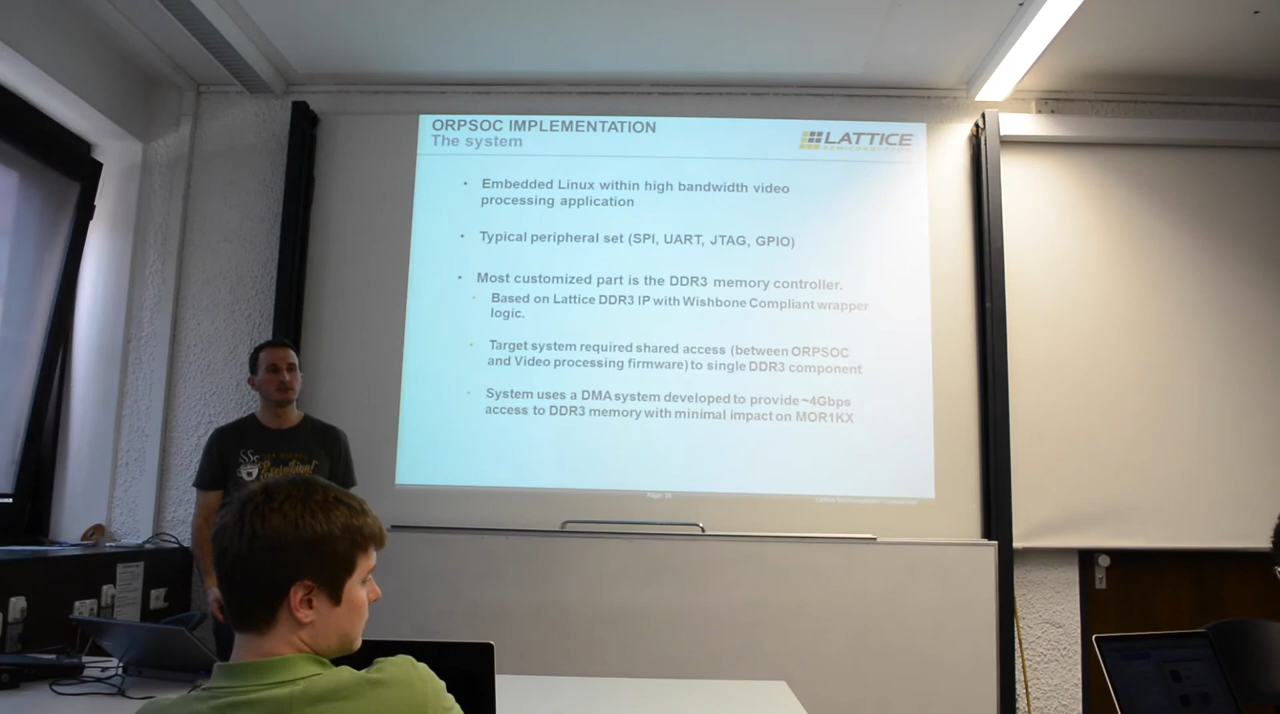 ORPSOC IMPLEMENTATION
The system
LATTICE
SEMICONDUCTOR
• Embedded Linux within high bandwidth video
processing application
• Typical peripheral set (SPI, UART, JTAG, GPIO)
• Most customized part is the DDR3 memory controller.
• Based on Lattice DDR3 IP with Wishbone Compliant wrapper
logic.
• Target system required shared access (between ORPSOC
and Video processing firmware) to single DDR3 component
• System uses a DMA system developed to provide ~4Gbps
access to DDR3 memory with minimal impact on MOR1KX